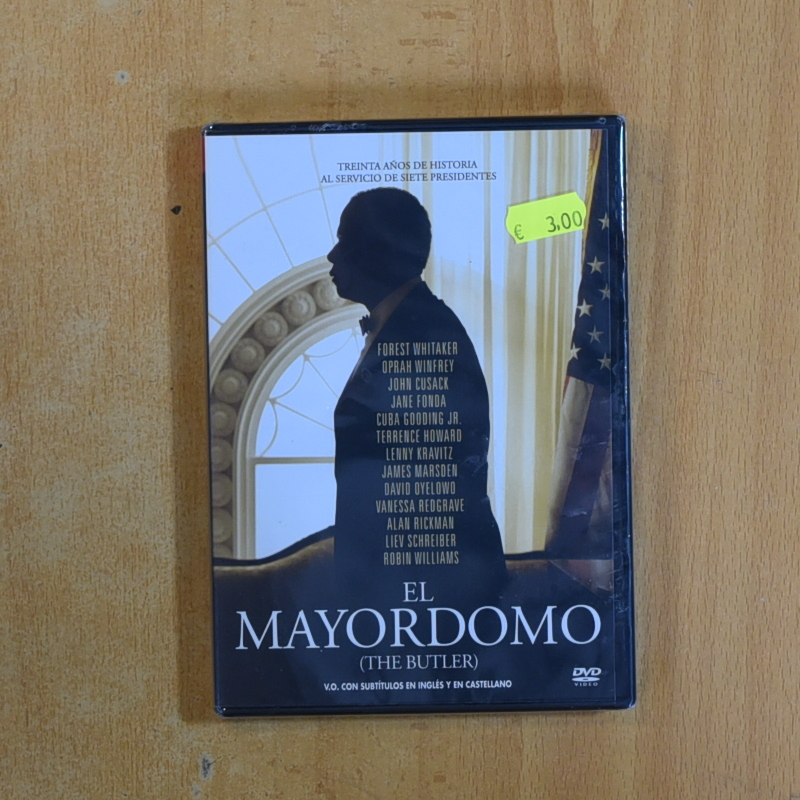 TREINTA AÑOS DE HISTORIA
AL SERVICIO DE SIETE PRESIDENTES
€ 3,00
FOREST WHITAKER
OPRAH WINFREY
JOHN CUSACK
JANE FONDA
CUBA GOODING JR.
TERRENCE HOWARD
LENNY KRAVITZ
JAMES MARSDEN
DAVID OYELOWO
VANESSA REDGRAVE
ALAN RICKMAN
LIEV SCHREIBER
ROBIN WILLIAMS
EL
MAYORDOMO
(THE BUTLER)
V.O. CON SUBTÍTULOS EN INGLÉS Y EN CASTELLANO
DVD
VIDEO